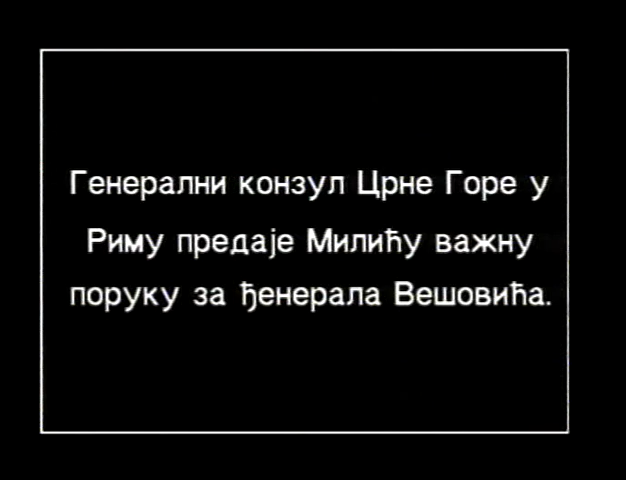 Генерални конзул Црне Горе у
Риму предаје Милићу важну
поруку за ђенерала Вешовића.